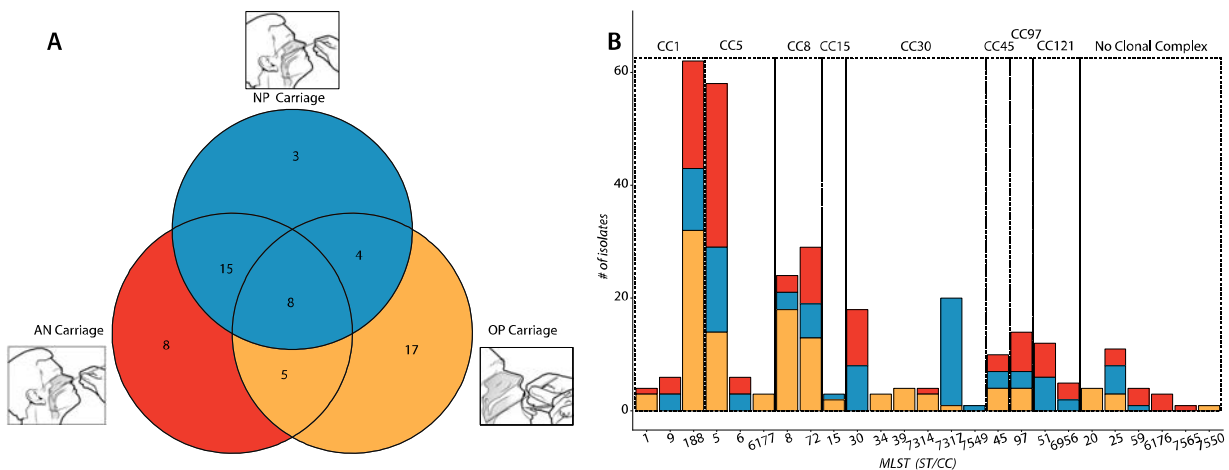 A
NP Carriage
3
15
4
8
AN Carriage
8
5
17
OP Carriage
B
CC97
CC1 CC5 CC8 CC15 CC30 CC45 CC121 No Clonal Complex
60
40
20
0
# of isolates
1 9 188 5 6 6177 8 72 15 30 34 39 7314 7317 7549 45 97 51 6956 20 25 59 6176 7565 7550
MLST (ST/CC)